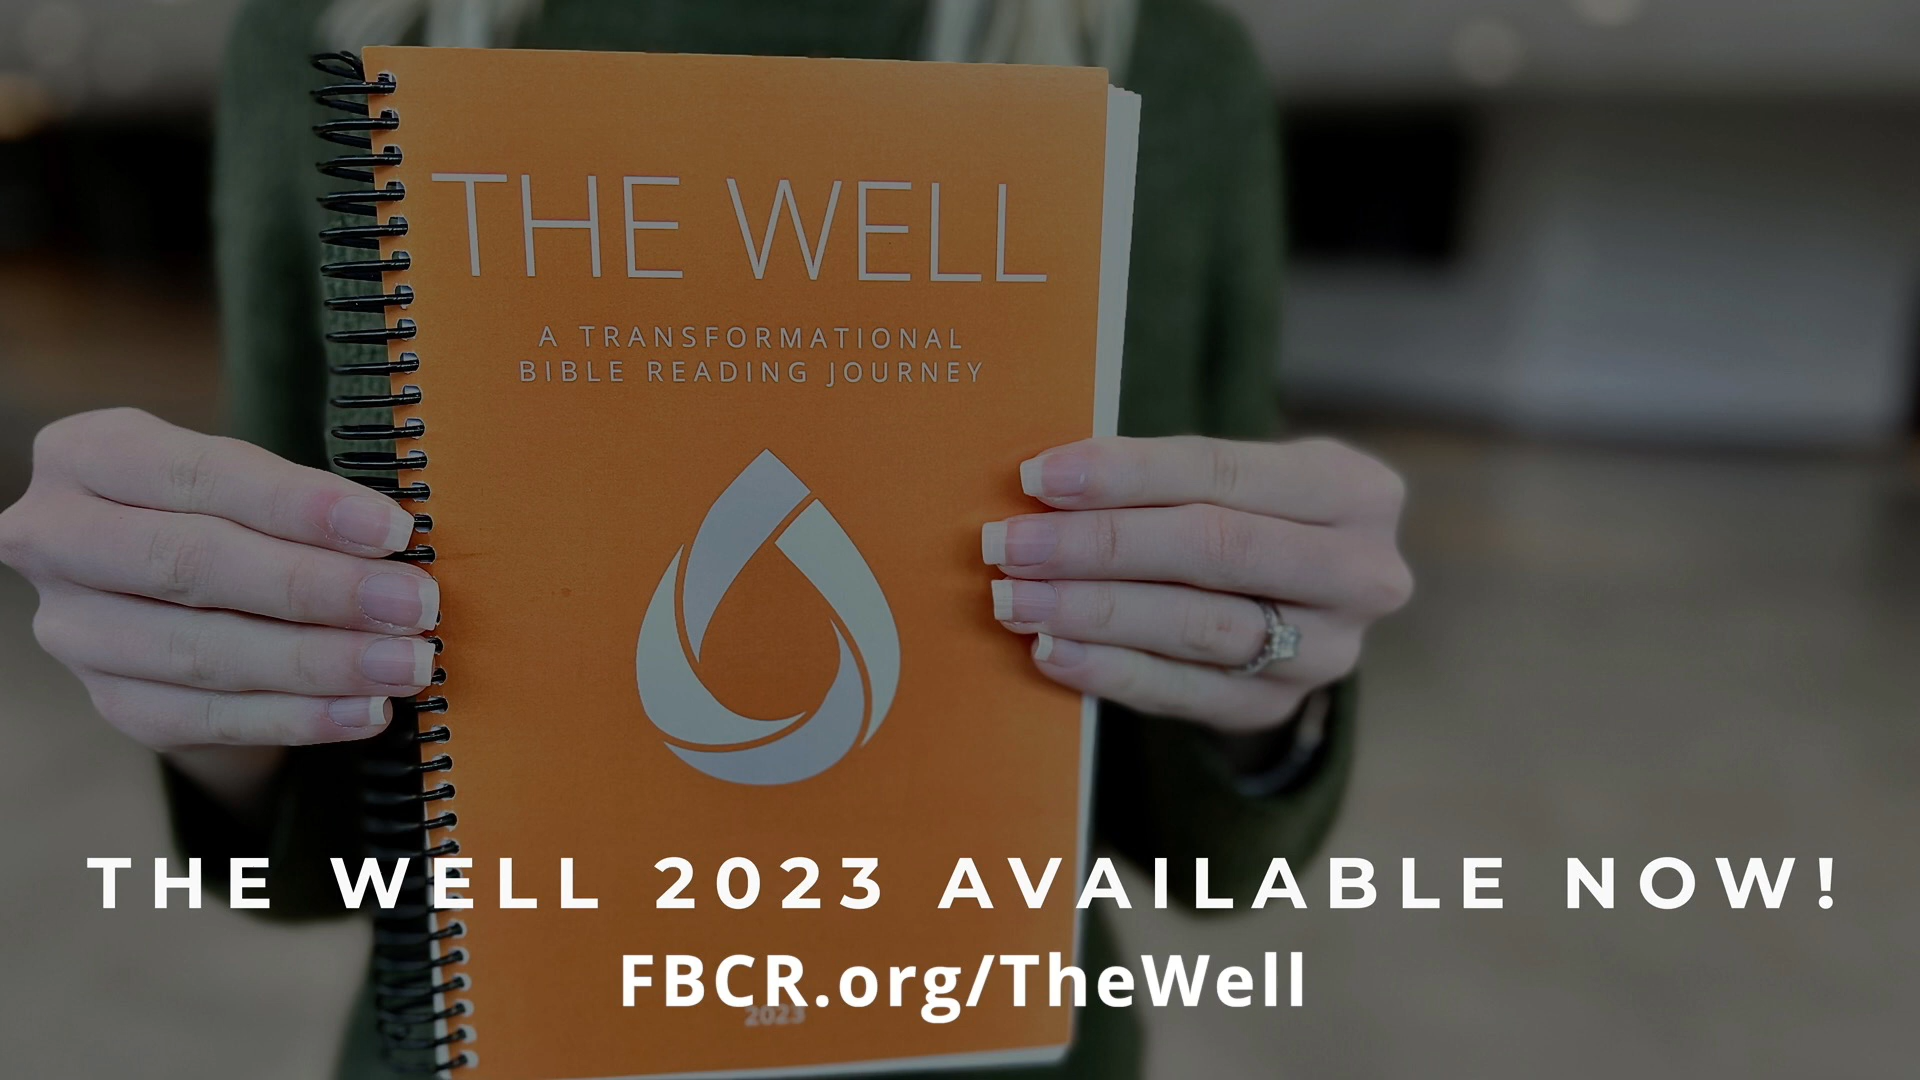 THE WELL
A TRANSFORMATIONAL
BIBLE READING JOURNEY
THE WELL 2023 AVAILABLE NOW!
FBCR.org/TheWell
2023